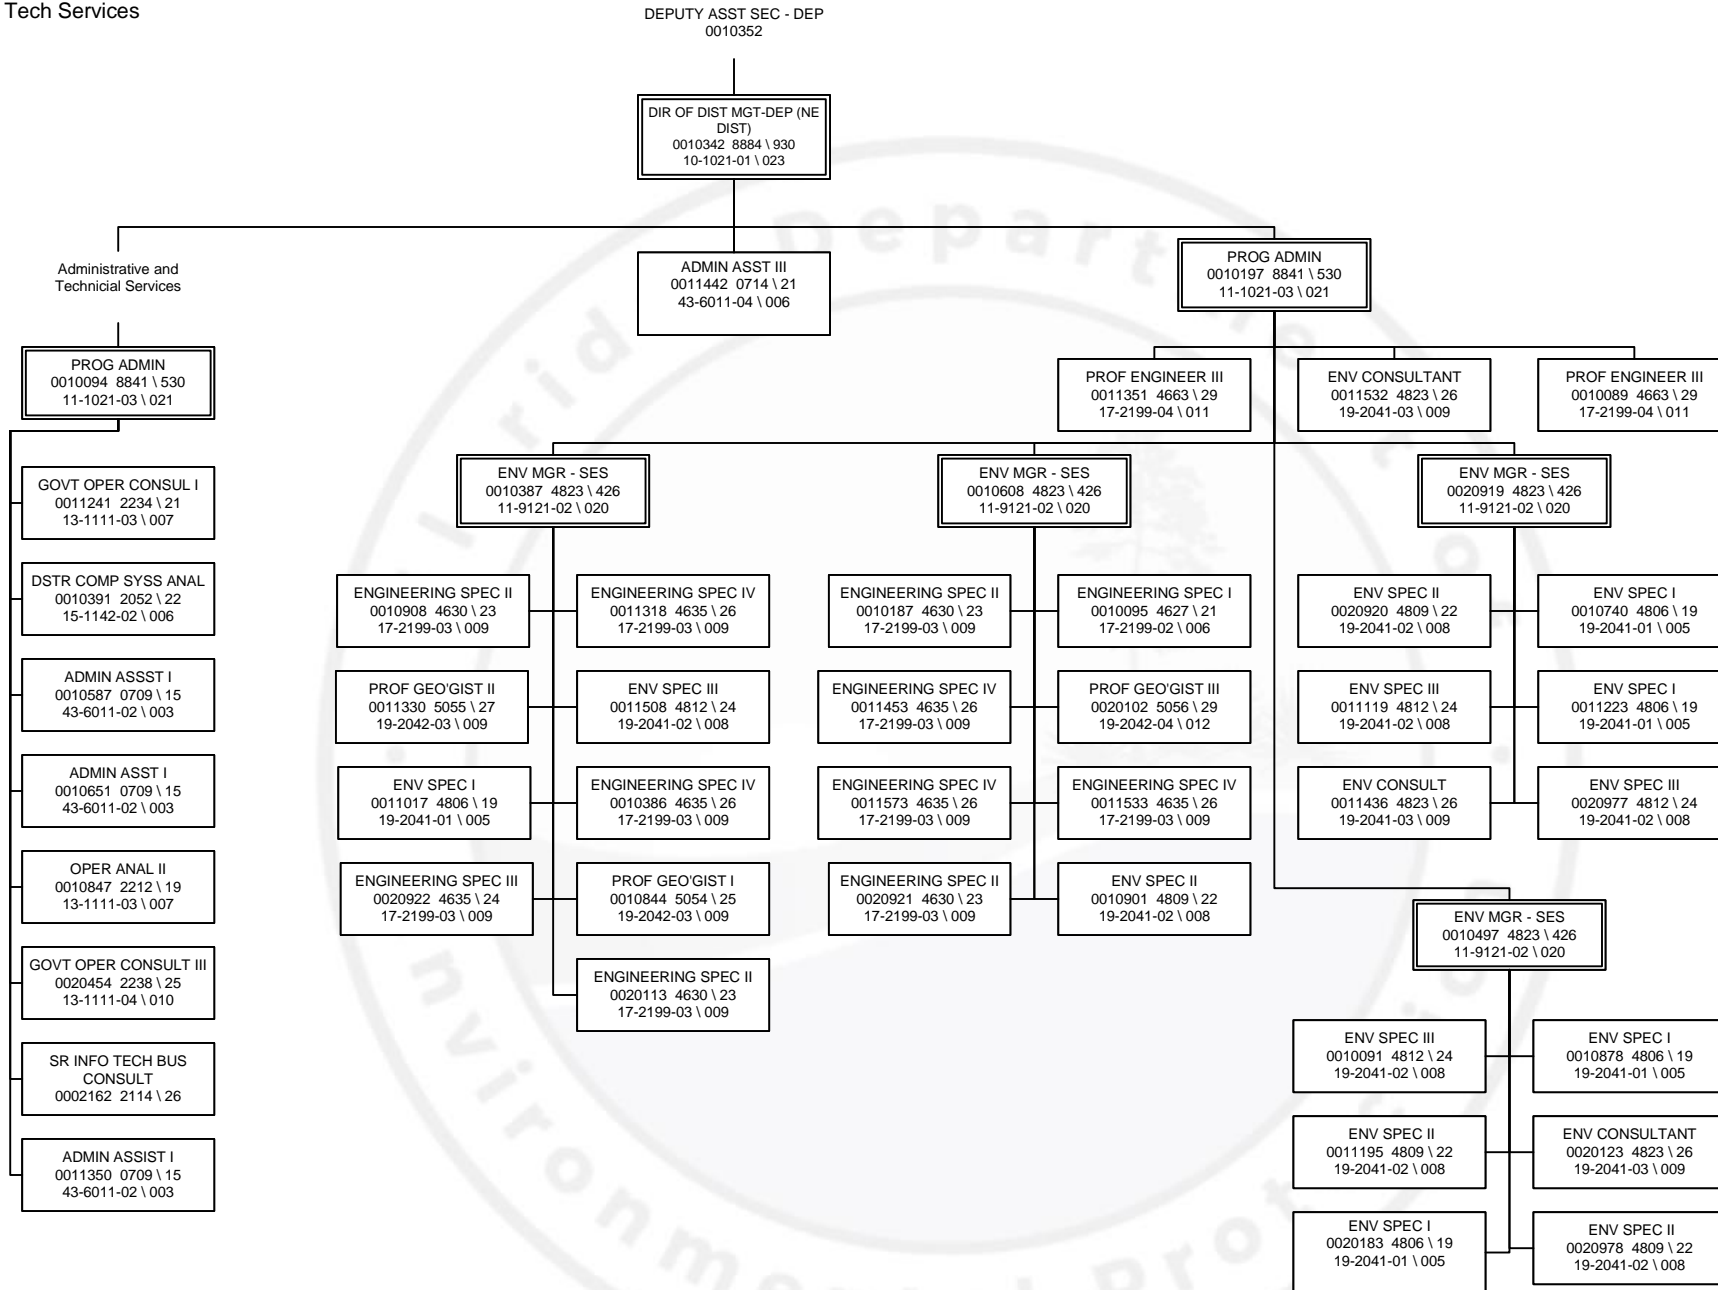 Tech Services
DEPUTY ASST SEC - DEP
0010352
DIR OF DIST MGT-DEP (NE
DIST)
0010342  8884 \ 930
10-1021-01 \ 023
Administrative and
Technicial Services
ADMIN ASST III
0011442  0714 \ 21
43-6011-04 \ 006
PROG ADMIN
0010197  8841 \ 530
11-1021-03 \ 021
PROG ADMIN
0010094  8841 \ 530
11-1021-03 \ 021
PROF ENGINEER III
0011351  4663 \ 29
17-2199-04 \ 011
ENV CONSULTANT
0011532  4823 \ 26
19-2041-03 \ 009
PROF ENGINEER III
0010089  4663 \ 29
17-2199-04 \ 011
GOVT OPER CONSUL I
0011241  2234 \ 21
13-1111-03 \ 007
DSTR COMP SYSS ANAL
0010391  2052 \ 22
15-1142-02 \ 006
ADMIN ASSST I
0010587  0709 \ 15
43-6011-02 \ 003
ADMIN ASST I
0010651  0709 \ 15
43-6011-02 \ 003
OPER ANAL II
0010847  2212 \ 19
13-1111-03 \ 007
GOVT OPER CONSULT III
0020454  2238 \ 25
13-1111-04 \ 010
SR INFO TECH BUS
CONSULT
0002162  2114 \ 26
ADMIN ASSIST I
0011350  0709 \ 15
43-6011-02 \ 003
ENV MGR - SES
0010387  4823 \ 426
11-9121-02 \ 020
ENGINEERING SPEC II
0010908  4630 \ 23
17-2199-03 \ 009
ENGINEERING SPEC IV
0011318  4635 \ 26
17-2199-03 \ 009
PROF GEO'GIST II
0011330  5055 \ 27
19-2042-03 \ 009
ENV SPEC III
0011508  4812 \ 24
19-2041-02 \ 008
ENV SPEC I
0011017  4806 \ 19
19-2041-01 \ 005
ENGINEERING SPEC IV
0010386  4635 \ 26
17-2199-03 \ 009
ENGINEERING SPEC III
0020922  4635 \ 24
17-2199-03 \ 009
PROF GEO'GIST I
0010844  5054 \ 25
19-2042-03 \ 009
ENGINEERING SPEC II
0020113  4630 \ 23
17-2199-03 \ 009
ENV MGR - SES
0010608  4823 \ 426
11-9121-02 \ 020
ENGINEERING SPEC II
0010187  4630 \ 23
17-2199-03 \ 009
ENGINEERING SPEC I
0010095  4627 \ 21
17-2199-02 \ 006
ENGINEERING SPEC IV
0011453  4635 \ 26
17-2199-03 \ 009
PROF GEO'GIST III
0020102  5056 \ 29
19-2042-04 \ 012
ENGINEERING SPEC IV
0011573  4635 \ 26
17-2199-03 \ 009
ENGINEERING SPEC IV
0011533  4635 \ 26
17-2199-03 \ 009
ENGINEERING SPEC II
0020921  4630 \ 23
17-2199-03 \ 009
ENV SPEC II
0010901  4809 \ 22
19-2041-02 \ 008
ENV MGR - SES
0020919  4823 \ 426
11-9121-02 \ 020
ENV SPEC II
0020920  4809 \ 22
19-2041-02 \ 008
ENV SPEC I
0010740  4806 \ 19
19-2041-01 \ 005
ENV SPEC III
0011119  4812 \ 24
19-2041-02 \ 008
ENV SPEC I
0011223  4806 \ 19
19-2041-01 \ 005
ENV CONSULT
0011436  4823 \ 26
19-2041-03 \ 009
ENV SPEC III
0020977  4812 \ 24
19-2041-02 \ 008
ENV MGR - SES
0010497  4823 \ 426
11-9121-02 \ 020
ENV SPEC III
0010091  4812 \ 24
19-2041-02 \ 008
ENV SPEC I
0010878  4806 \ 19
19-2041-01 \ 005
ENV SPEC II
0011195  4809 \ 22
19-2041-02 \ 008
ENV CONSULTANT
0020123  4823 \ 26
19-2041-03 \ 009
ENV SPEC I
0020183  4806 \ 19
19-2041-01 \ 005
ENV SPEC II
0020978  4809 \ 22
19-2041-02 \ 008